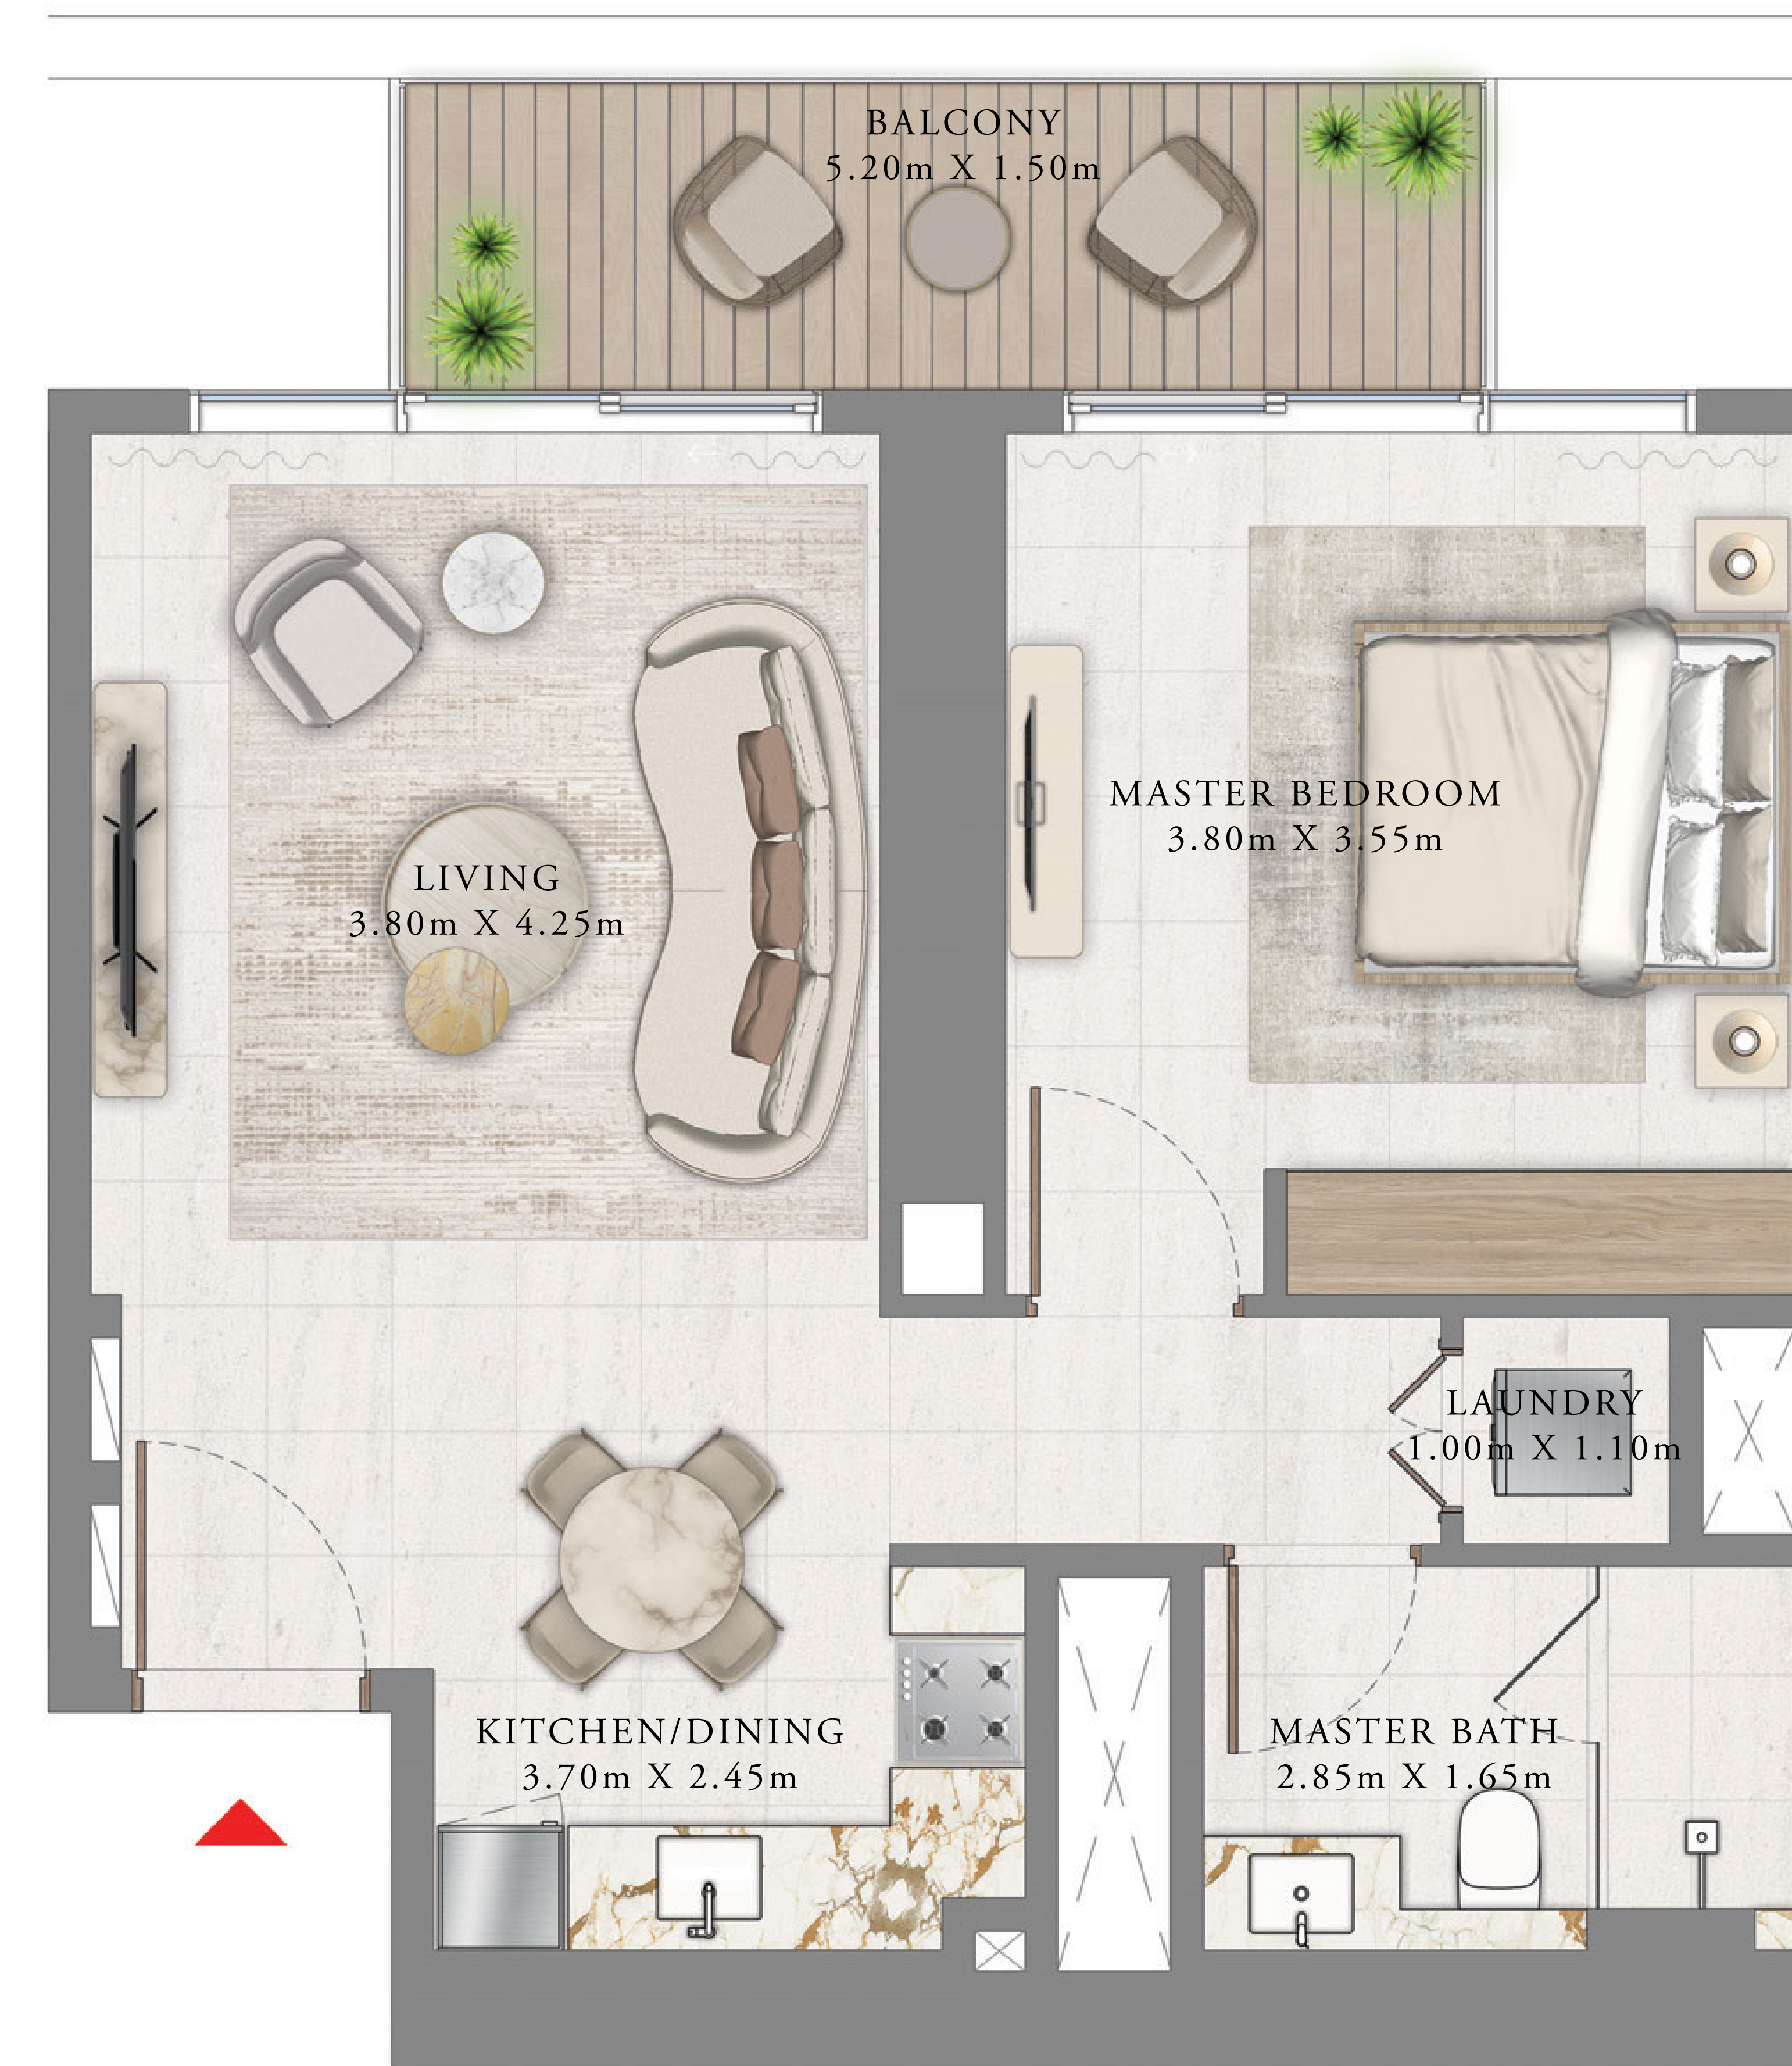 BALCONY
5.20m X 1.50m
MASTER BEDROOM
3.80m X 3.55m
LIVING
3.80m X 4.25m
LAUNDRY
1.00m X 1.10m
KITCHEN/DINING
3.70m X 2.45m
MASTER BATH
2.85m X 1.65m